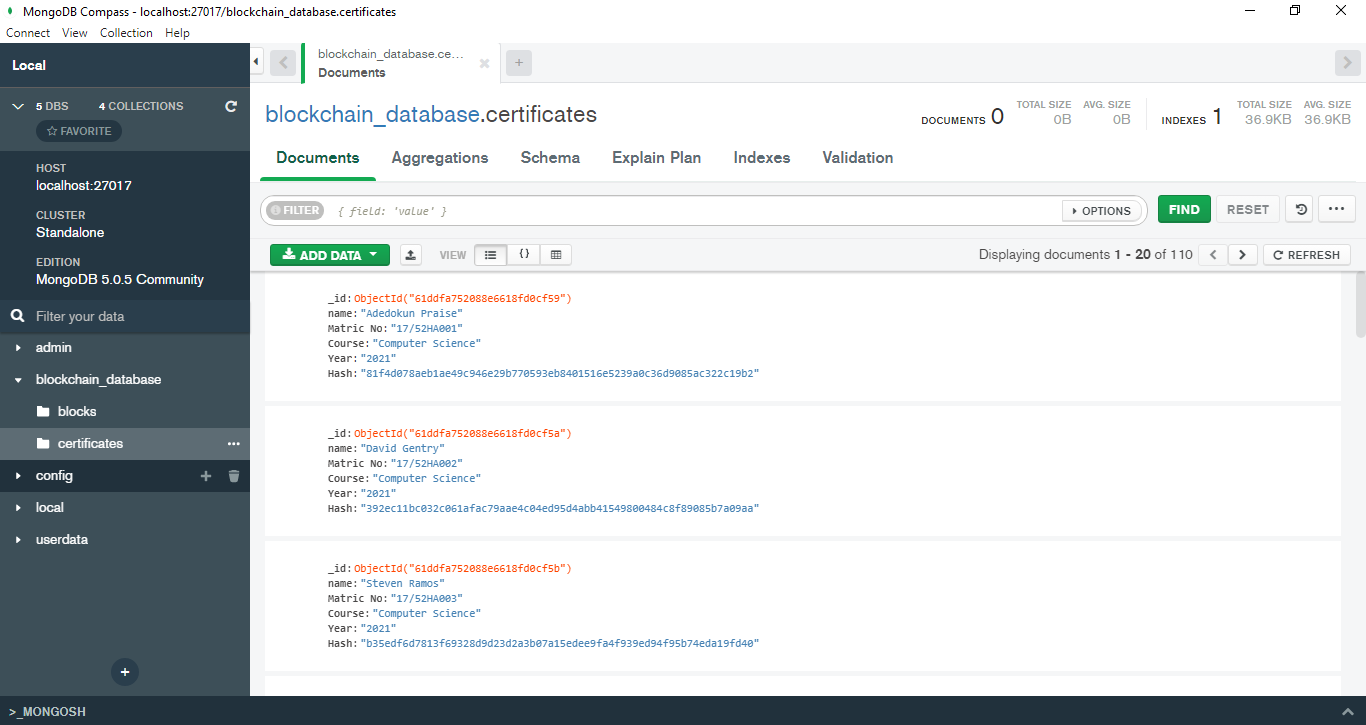 MongoDB Compass - localhost:27017/blockchain_database.certificates
Connect View Collection Help
Local
5 DBS 4 COLLECTIONS
FAVORITE
HOST
localhost:27017
CLUSTER
Standalone
EDITION
MongoDB 5.0.5 Community
Filter your data
admin
blockchain_database
blocks
certificates
config
local
userdata
>_MONGOSH
blockchain_database.ce...
Documents
blockchain_database.certificates
DOCUMENTS 0
TOTAL SIZE AVG. SIZE
0B 0B
INDEXES 1
TOTAL SIZE AVG. SIZE
36.9KB 36.9KB
Documents Aggregations Schema Explain Plan Indexes Validation
FILTER { field: 'value' } OPTIONS FIND RESET
ADD DATA VIEW { } Displaying documents 1 - 20 of 110 REFRESH
_id: ObjectId("61ddfa752088e6618fd0cf59")
name: "Adedokun Praise"
Matric No: "17/52HA001"
Course: "Computer Science"
Year: "2021"
Hash: "81f4d078aeb1ae49c946e29b770593eb8401516e5239a0c36d9085ac322c19b2"
_id: ObjectId("61ddfa752088e6618fd0cf5a")
name: "David Gentry"
Matric No: "17/52HA002"
Course: "Computer Science"
Year: "2021"
Hash: "392ec11bc032c061afac79aae4c04ed95d4abb41549800484c8f89085b7a09aa"
_id: ObjectId("61ddfa752088e6618fd0cf5b")
name: "Steven Ramos"
Matric No: "17/52HA003"
Course: "Computer Science"
Year: "2021"
Hash: "b35edf6d7813f69328d9d23d2a3b07a15edee9fa4f939ed94f95b74eda19fd40"